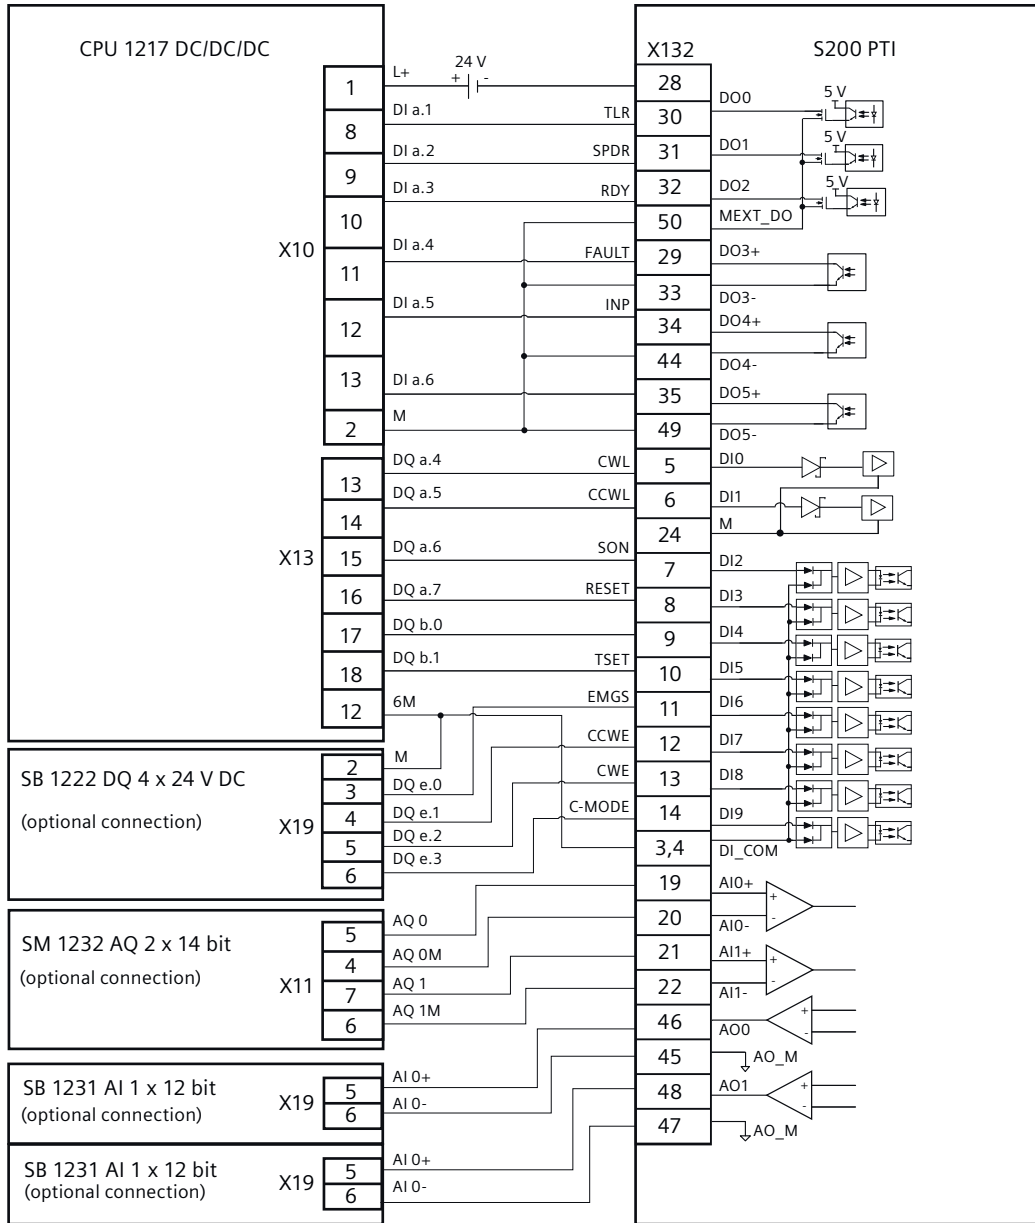 CPU 1217 DC/DC/DC
X132
S200 PTI
24 V
+ -
1
L+
28
DI a.1
TLR
30
DO0
5 V
8
DI a.2
SPDR
31
DO1
5 V
9
DI a.3
RDY
32
DO2
5 V
10
50
MEXT_DO
X10
DI a.4
FAULT
29
DO3+
11
33
DO3-
DI a.5
INP
34
DO4+
12
44
DO4-
13
DI a.6
35
DO5+
2
M
49
DO5-
DQ a.4
CWL
5
DI0
13
DQ a.5
CCWL
6
DI1
14
24
M
X13
15
DQ a.6
SON
7
DI2
16
DQ a.7
RESET
8
DI3
17
DQ b.0
9
DI4
18
DQ b.1
TSET
10
DI5
12
6M
EMGS
11
DI6
CCWE
12
DI7
SB 1222 DQ 4 x 24 V DC
(optional connection)
X19
2
M
3
DQ e.0
CWE
13
DI8
4
DQ e.1
C-MODE
14
DI9
5
DQ e.2
3,4
DI_COM
6
DQ e.3
19
AI0+
+
-
SM 1232 AQ 2 x 14 bit
(optional connection)
X11
5
AQ 0
20
AI0-
4
AQ 0M
21
AI1+
+
-
7
AQ 1
22
AI1-
6
AQ 1M
46
AO0
+
-
45
AO_M
SB 1231 AI 1 x 12 bit
(optional connection)
X19
5
AI 0+
6
AI 0-
48
AO1
+
-
47
AO_M
SB 1231 AI 1 x 12 bit
(optional connection)
X19
5
AI 0+
6
AI 0-